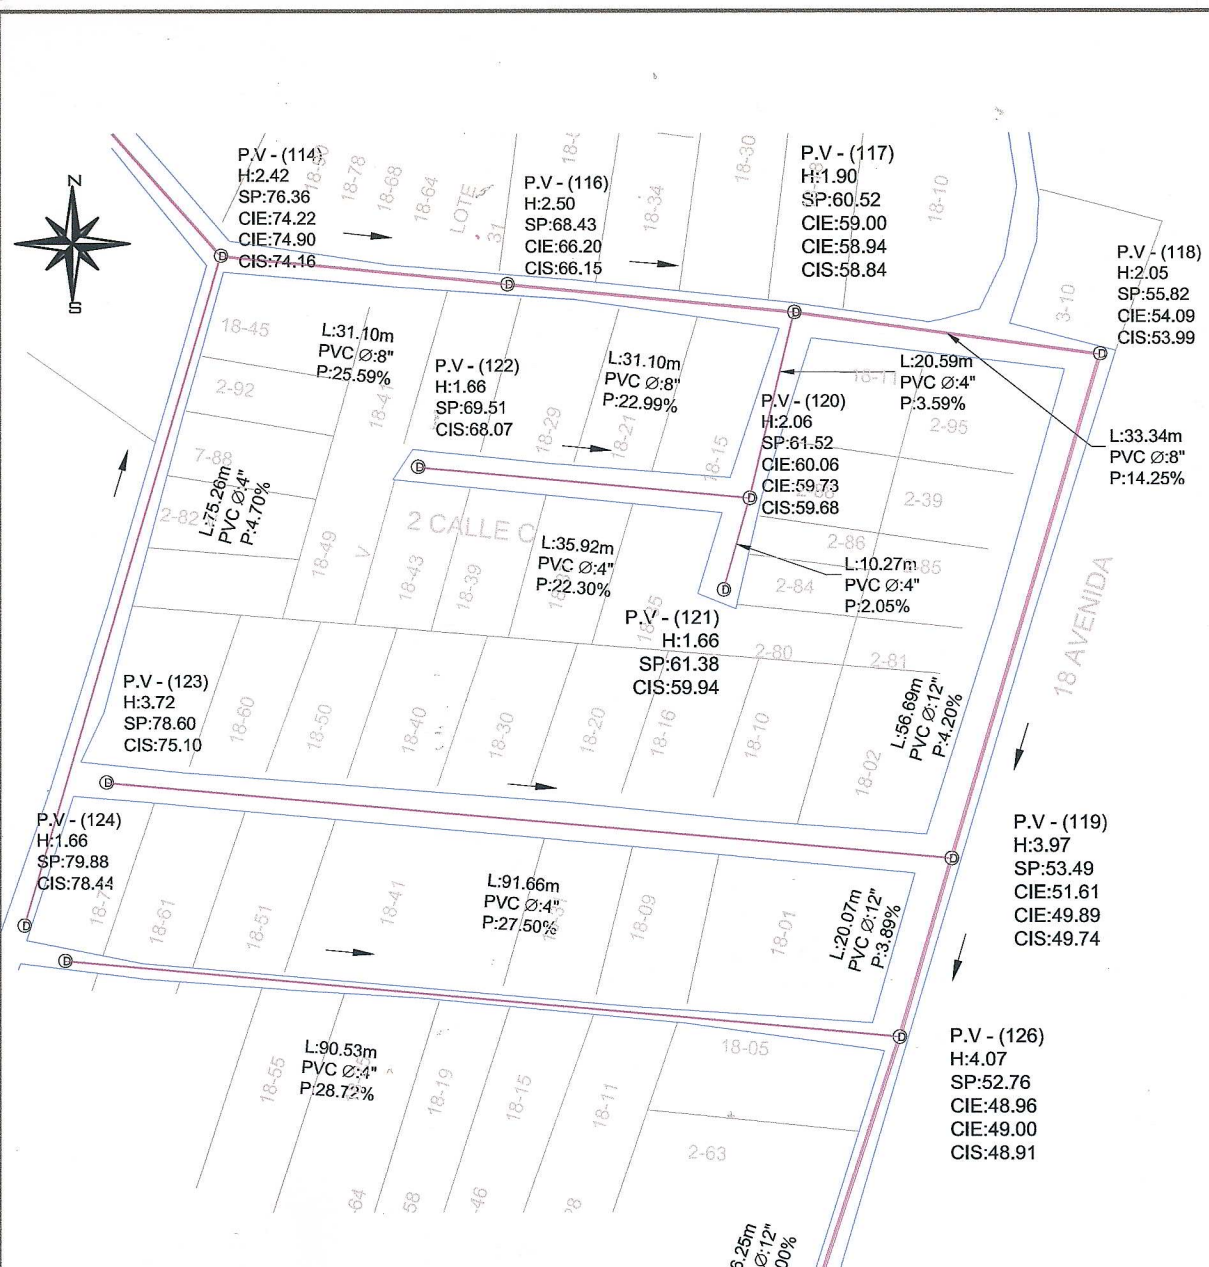 N
S
P.V - (114)
H:2.42
SP:76.36
CIE:74.22
CIE:74.90
CIS:74.16
18-78
18-68
18-64
LOTE
31
P.V - (116)
H:2.50
SP:68.43
CIE:66.20
CIS:66.15
18-34
18-30
P.V - (117)
H:1.90
SP:60.52
CIE:59.00
CIE:58.94
CIS:58.84
18-10
P.V - (118)
H:2.05
SP:55.82
CIE:54.09
CIS:53.99
3-10
D
D
D
D
18-45
2-92
7-88
2-82
L:31.10m
PVC Ø:8"
P:25.59%
18-41
P.V - (122)
H:1.66
SP:69.51
CIS:68.07
L:31.10m
PVC Ø:8"
P:22.99%
18-29
18-21
18-15
L:20.59m
PVC Ø:4"
P:3.59%
18-11
2-95
P.V - (120)
H:2.06
SP:61.52
CIE:60.06
CIE:59.73
CIS:59.68
2-39
L:33.34m
PVC Ø:8"
P:14.25%
D
D
L:75.26m
PVC Ø:4"
P:4.70%
2 CALLE C
18-49
V
18-43
18-39
L:35.92m
PVC Ø:4"
P:22.30%
2-86
2-84
L:10.27m
PVC Ø:4"
P:2.05%
D
P.V - (121)
H:1.66
SP:61.38
CIS:59.94
2-80
2-81
18 AVENIDA
P.V - (123)
H:3.72
SP:78.60
CIS:75.10
18-60
18-50
18-40
18-30
18-20
18-16
18-10
18-02
L:56.69m
PVC Ø:12"
P:4.20%
D
D
P.V - (124)
H:1.66
SP:79.88
CIS:78.44
P.V - (119)
H:3.97
SP:53.49
CIE:51.61
CIE:49.89
CIS:49.74
18-61
18-51
18-41
L:91.66m
PVC Ø:4"
P:27.50%
18-09
18-01
L:20.07m
PVC Ø:12"
P:3.89%
D
D
D
P.V - (126)
H:4.07
SP:52.76
CIE:48.96
CIE:49.00
CIS:48.91
L:90.53m
PVC Ø:4"
P:28.72%
18-55
18-19
18-15
18-11
18-05
2-63
-64
58
-46
6.25m
Ø:12"
00%